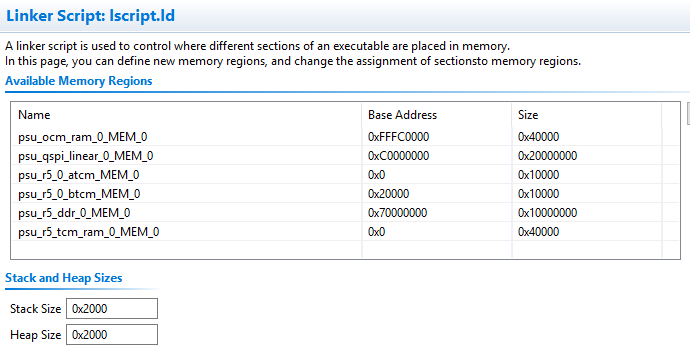 Linker Script: lscript.ld
A linker script is used to control where different sections of an executable are placed in memory.
In this page, you can define new memory regions, and change the assignment of sectionsto memory regions.
Available Memory Regions
Name Base Address Size
psu_ocm_ram_0_MEM_0 0xFFFC0000 0x40000
psu_qspi_linear_0_MEM_0 0xC0000000 0x20000000
psu_r5_0_atcm_MEM_0 0x0 0x10000
psu_r5_0_btcm_MEM_0 0x20000 0x10000
psu_r5_ddr_0_MEM_0 0x70000000 0x10000000
psu_r5_tcm_ram_0_MEM_0 0x0 0x40000
Stack and Heap Sizes
Stack Size 0x2000
Heap Size 0x2000